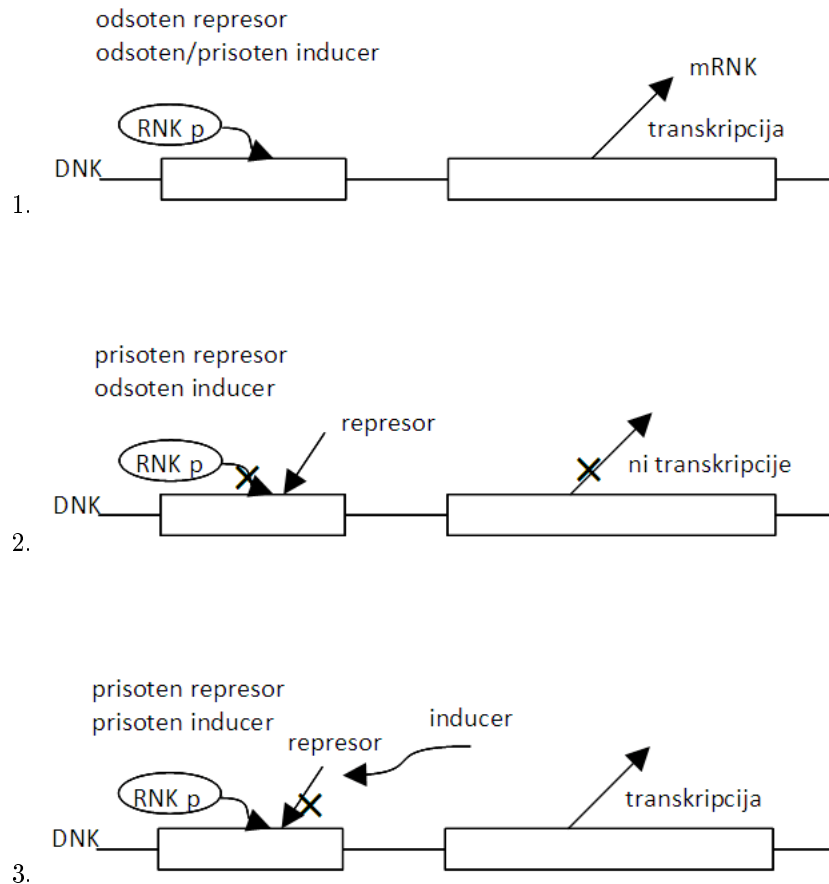 odsoten represor
odsoten/prisoten inducer
mRNK
RNK p
transkripcija
DNK
1.
prisoten represor
odsoten inducer
represor
RNK p
ni transkripcije
DNK
2.
prisoten represor
prisoten inducer
inducer
represor
RNK p
transkripcija
DNK
3.